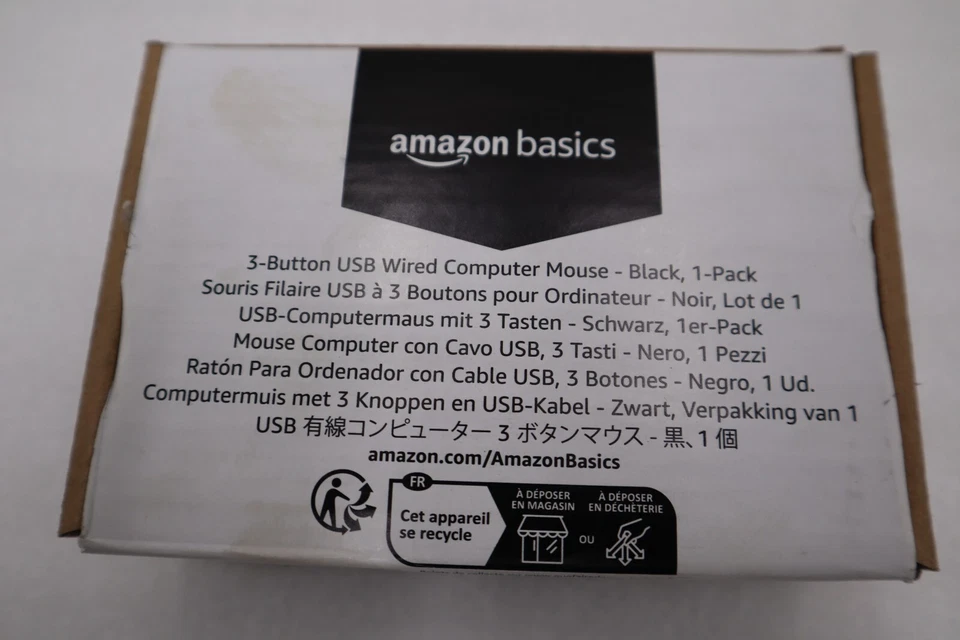 amazon basics
3-Button USB Wired Computer Mouse - Black, 1-Pack
Souris Filaire USB à 3 Boutons pour Ordinateur - Noir, Lot de 1
USB-Computermaus mit 3 Tasten - Schwarz, 1er-Pack
Mouse Computer con Cavo USB, 3 Tasti - Nero, 1 Pezzi
Ratón Para Ordenador con Cable USB, 3 Botones - Negro, 1 Ud.
Computermuis met 3 Knoppen en USB-Kabel - Zwart, Verpakking van 1
USB 有線コンピューター 3 ボタンマウス - 黒、1 個
amazon.com/AmazonBasics
FR
Cet appareil
se recycle
À DÉPOSER
EN MAGASIN
OU
À DÉPOSER
EN DÉCHÈTERIE